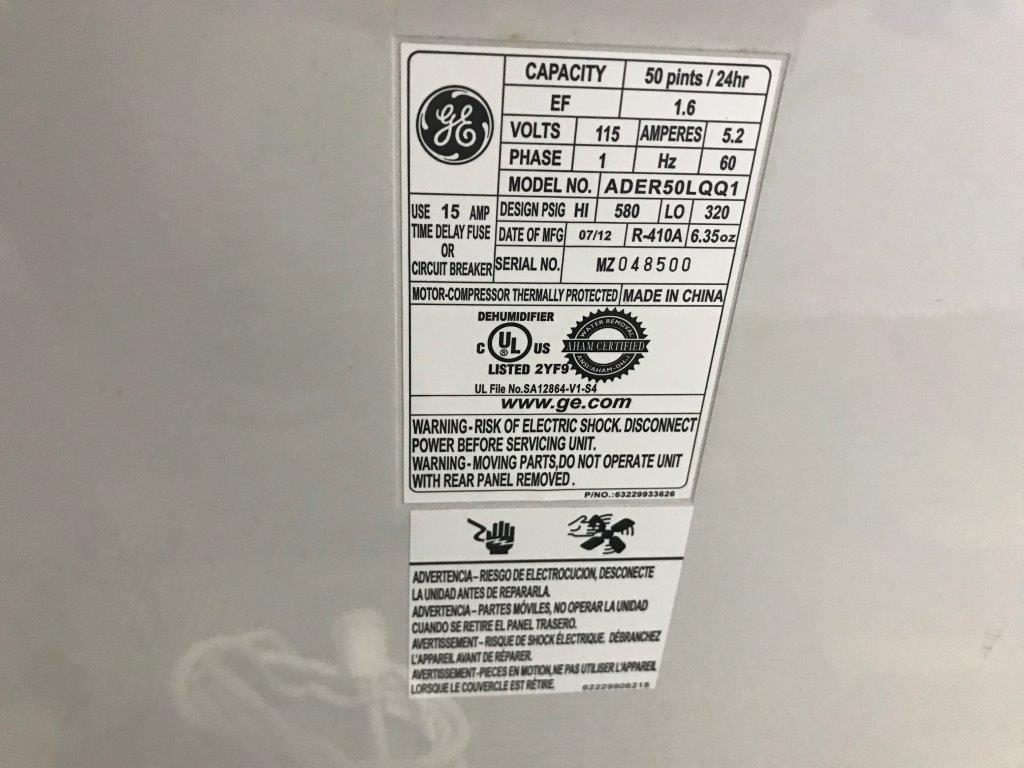 GE
CAPACITY 50 pints / 24hr
EF 1.6
VOLTS 115 AMPERES 5.2
PHASE 1 Hz 60
MODEL NO. ADER50LQQ1
USE 15 AMP
TIME DELAY FUSE
OR
CIRCUIT BREAKER
DESIGN PSIG HI 580 LO 320
DATE OF MFG 07/12 R-410A 6.35oz
SERIAL NO. MZ048500
MOTOR-COMPRESSOR THERMALLY PROTECTED MADE IN CHINA
DEHUMIDIFIER
C UL US
LISTED 2YF9
WATER REMOVAL
AHAM CERTIFIED
UL File No.SA12864-V1-S4
www.ge.com
WARNING-RISK OF ELECTRIC SHOCK. DISCONNECT
POWER BEFORE SERVICING UNIT.
WARNING-MOVING PARTS,DO NOT OPERATE UNIT
WITH REAR PANEL REMOVED.
P/NO.:63229933626
ADVERTENCIA-RIESGO DE ELECTROCUCION, DESCONECTE
LA UNIDAD ANTES DE REPARARLA.
ADVERTENCIA-PARTES MÓVILES, NO OPERAR LA UNIDAD
CUANDO SE RETIRE EL PANEL TRASERO.
AVERTISSEMENT-RISQUE DE SHOCK ÉLECTRIQUE. DÉBRANCHEZ
L'APPAREIL AVANT DE RÉPARER.
AVERTISSEMENT-PIECES EN MOTION,NE PAS UTILISER L'APPAREIL
LORSQUE LE COUVERCLE EST RÉTIRE.